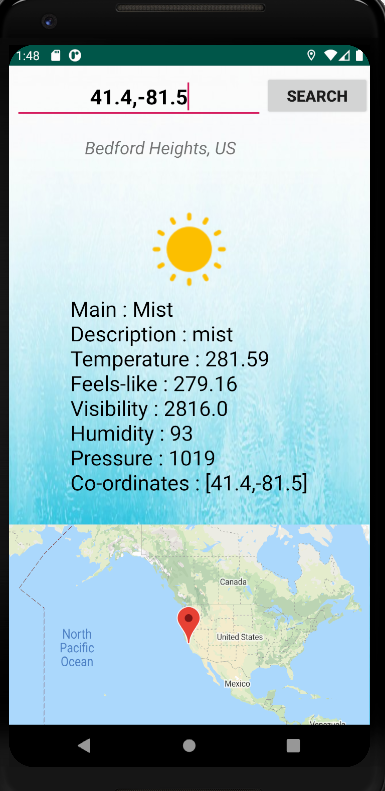 1:48
41.4,-81.5
SEARCH
Bedford Heights, US
Main : Mist
Description : mist
Temperature : 281.59
Feels-like : 279.16
Visibility : 2816.0
Humidity : 93
Pressure : 1019
Co-ordinates : [41.4,-81.5]
Canada
North
Pacific
Ocean
United States
Mexico
Venezuela